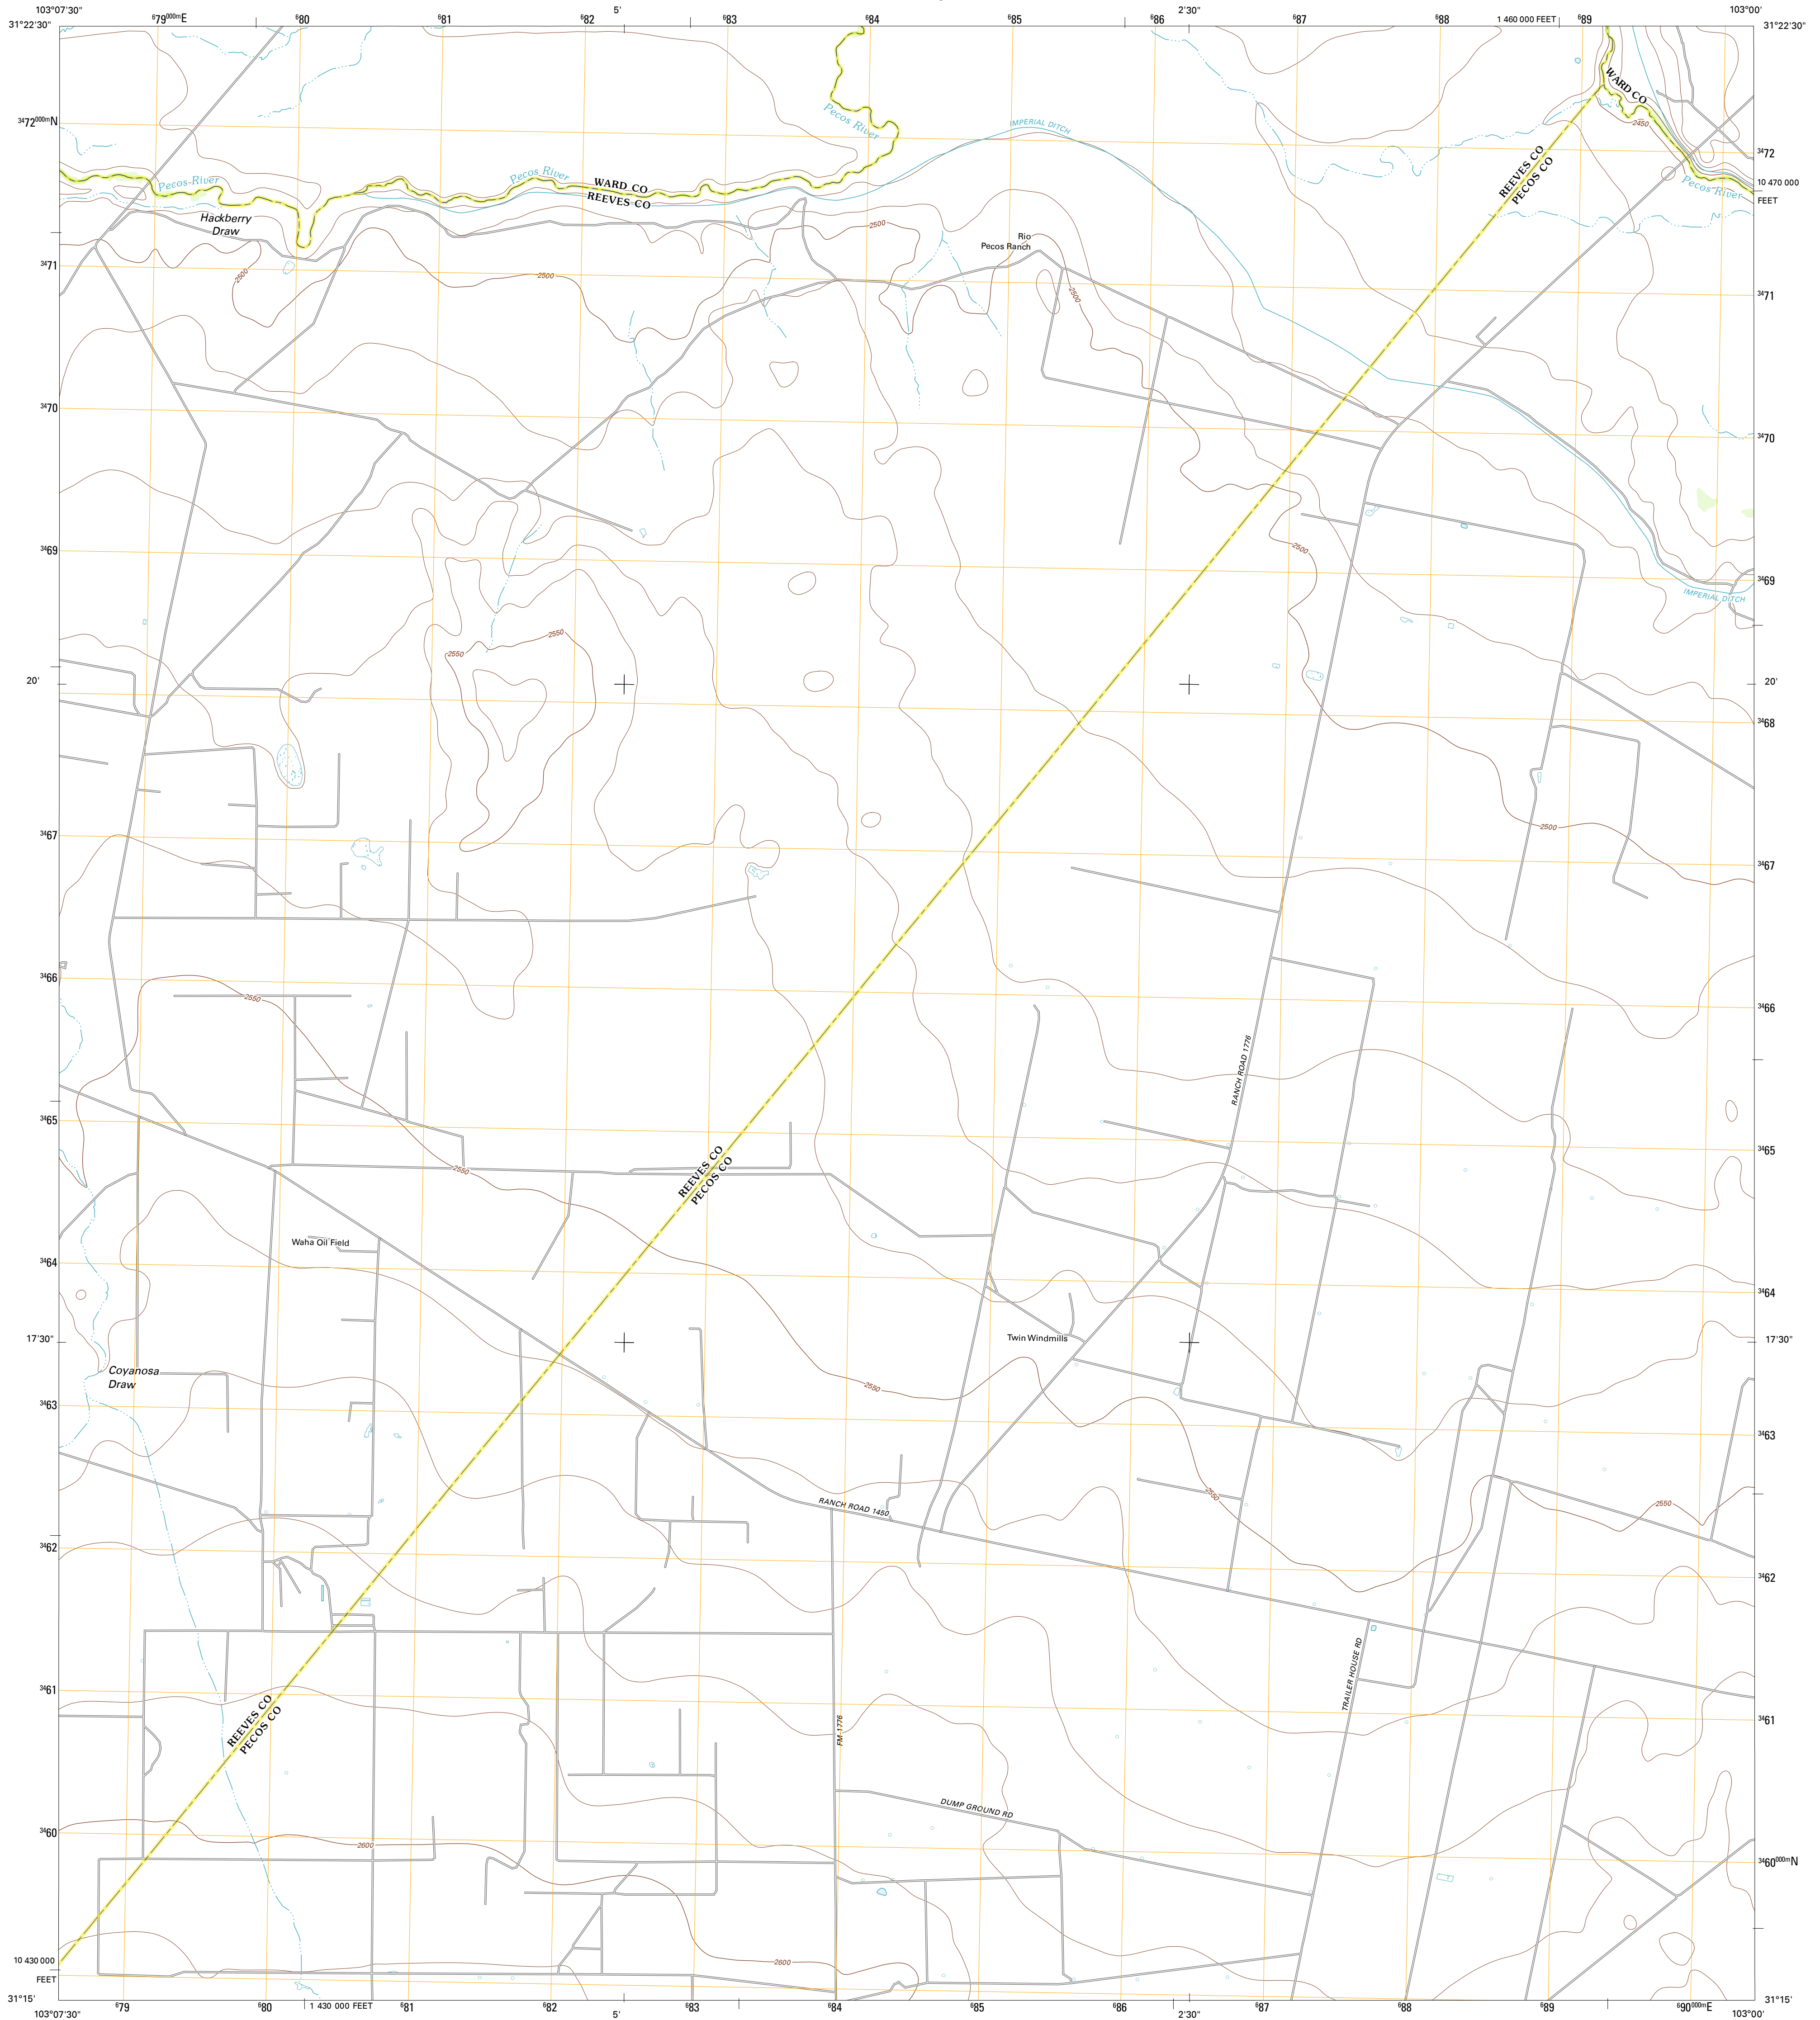 103°07'30"
⁶79⁰⁰⁰ᵐE
⁶80
⁶81
⁶82
5'
⁶83
⁶84
⁶85
⁶86
2'30"
⁶87
⁶88
1 460 000 FEET
⁶89
103°00'
31°22'30"
31°22'30"
WARD CO
2450
Pecos River
IMPERIAL DITCH
³⁴72⁰⁰⁰ᵐN
³⁴72
REEVES CO
PECOS CO
Pecos River
Pecos River
WARD CO
REEVES CO
Pecos River
10 470 000
FEET
Hackberry
Draw
2500
Rio
Pecos Ranch
³⁴71
2500
2500
2500
³⁴71
³⁴70
³⁴70
³⁴69
2500
³⁴69
IMPERIAL DITCH
2550
2550
20'
20'
³⁴68
2500
³⁴67
³⁴67
³⁴66
2550
³⁴66
RANCH ROAD 1776
³⁴65
³⁴65
2550
REEVES CO
PECOS CO
Waha Oil Field
³⁴64
³⁴64
17'30"
Twin Windmills
17'30"
Coyanosa
Draw
2550
³⁴63
³⁴63
2550
2550
RANCH ROAD 1450
³⁴62
³⁴62
TRAILER HOUSE RD
³⁴61
³⁴61
REEVES CO
PECOS CO
FM 1776
DUMP GROUND RD
³⁴60
2600
³⁴60⁰⁰⁰ᵐN
10 430 000
FEET
2600
31°15'
31°15'
103°07'30"
⁶79
⁶80
1 430 000 FEET
⁶81
⁶82
5'
⁶83
⁶84
⁶85
⁶86
2'30"
⁶87
⁶88
⁶89
⁶90⁰⁰⁰ᵐE
103°00'